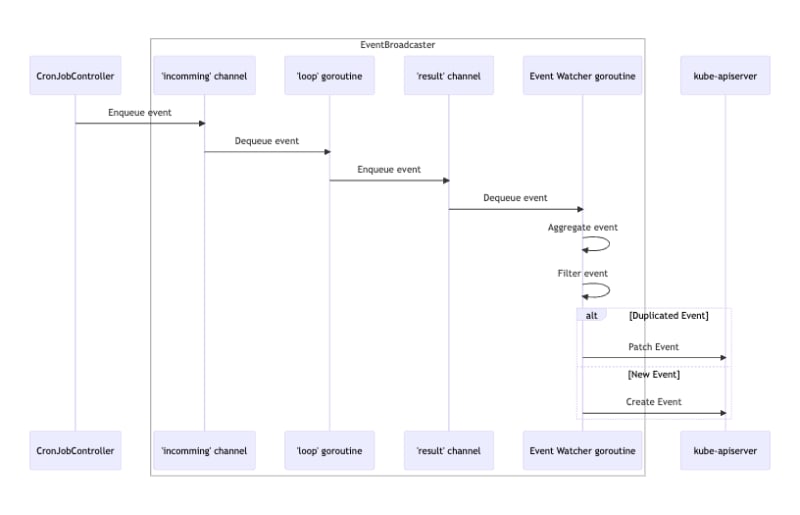 EventBroadcaster
CronJobController
'incomming' channel
'loop' goroutine
'result' channel
Event Watcher goroutine
kube-apiserver
Enqueue event
Dequeue event
Enqueue event
Dequeue event
Aggregate event
Filter event
alt
[Duplicated Event]
Patch Event
[New Event]
Create Event
CronJobController
'incomming' channel
'loop' goroutine
'result' channel
Event Watcher goroutine
kube-apiserver